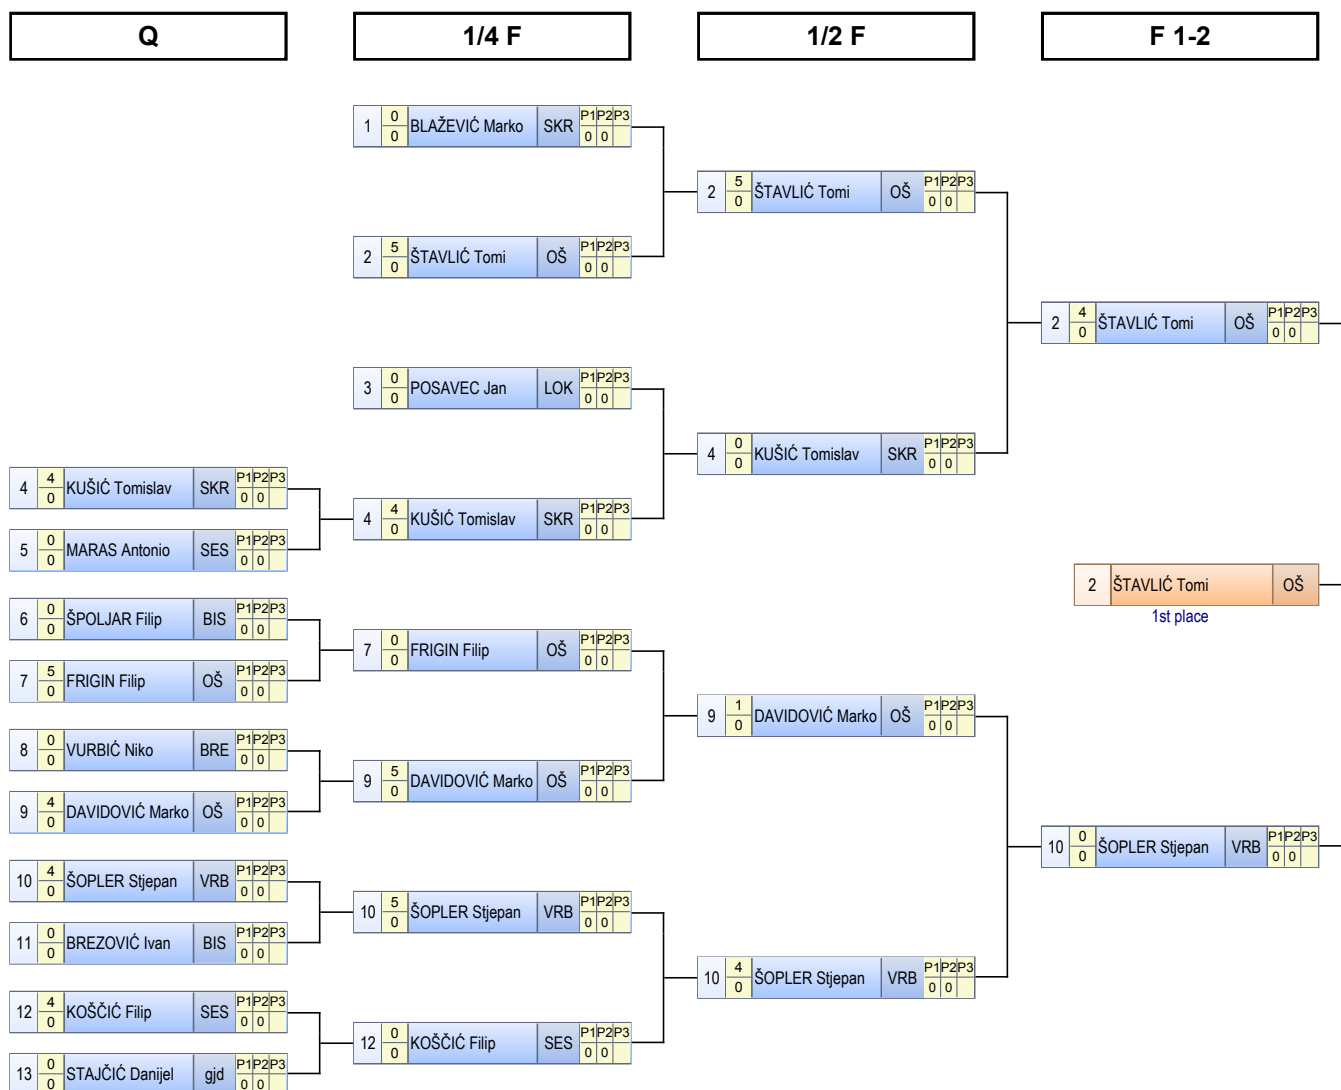 Q
1/4 F
1/2 F
F 1-2
1 0 0 BLAŽEVIĆ Marko SKR P1 P2 P3 0 0
2 5 0 ŠTAVLIĆ Tomi OŠ P1 P2 P3 0 0
3 0 0 POSAVEC Jan LOK P1 P2 P3 0 0
4 4 0 KUŠIĆ Tomislav SKR P1 P2 P3 0 0
5 0 0 MARAS Antonio SES P1 P2 P3 0 0
6 0 0 ŠPOLJAR Filip BIS P1 P2 P3 0 0
7 5 0 FRIGIN Filip OŠ P1 P2 P3 0 0
8 0 0 VURBIĆ Niko BRE P1 P2 P3 0 0
9 4 0 DAVIDOVIĆ Marko OŠ P1 P2 P3 0 0
10 4 0 ŠOPLER Stjepan VRB P1 P2 P3 0 0
11 0 0 BREZOVIĆ Ivan BIS P1 P2 P3 0 0
12 4 0 KOŠČIĆ Filip SES P1 P2 P3 0 0
13 0 0 STAJČIĆ Danijel gjd P1 P2 P3 0 0
4 4 0 KUŠIĆ Tomislav SKR P1 P2 P3 0 0
7 0 0 FRIGIN Filip OŠ P1 P2 P3 0 0
9 5 0 DAVIDOVIĆ Marko OŠ P1 P2 P3 0 0
10 5 0 ŠOPLER Stjepan VRB P1 P2 P3 0 0
12 0 0 KOŠČIĆ Filip SES P1 P2 P3 0 0
2 5 0 ŠTAVLIĆ Tomi OŠ P1 P2 P3 0 0
4 0 0 KUŠIĆ Tomislav SKR P1 P2 P3 0 0
9 1 0 DAVIDOVIĆ Marko OŠ P1 P2 P3 0 0
10 4 0 ŠOPLER Stjepan VRB P1 P2 P3 0 0
2 4 0 ŠTAVLIĆ Tomi OŠ P1 P2 P3 0 0
2 ŠTAVLIĆ Tomi OŠ
1st place
10 0 0 ŠOPLER Stjepan VRB P1 P2 P3 0 0